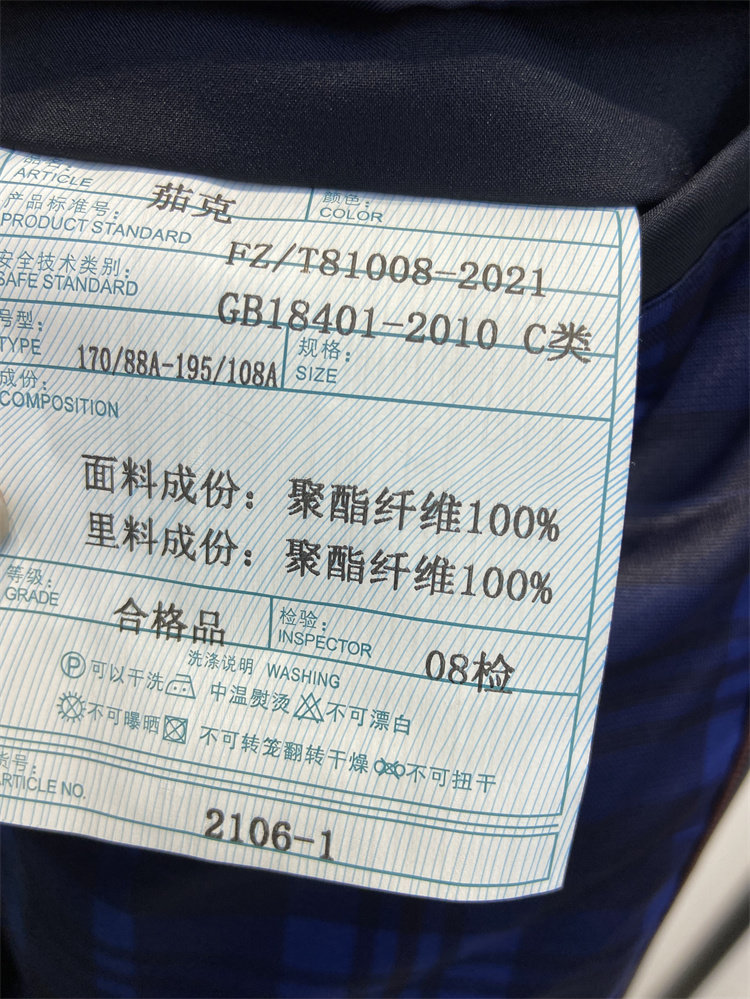 品名:
ARTICLE
茄克
颜色:
COLOR
产品标准号:
PRODUCT STANDARD
FZ/T81008-2021
安全技术类别:
SAFE STANDARD
GB18401-2010 C类
号型:
TYPE
170/88A-195/108A
规格:
SIZE
成份:
COMPOSITION
面料成份: 聚酯纤维100%
里料成份: 聚酯纤维100%
等级:
GRADE
合格品
检验:
INSPECTOR
08检
洗涤说明 WASHING
P 可以干洗 中温熨烫 不可漂白
不可曝晒 不可转笼翻转干燥 不可扭干
货号:
ARTICLE NO.
2106-1